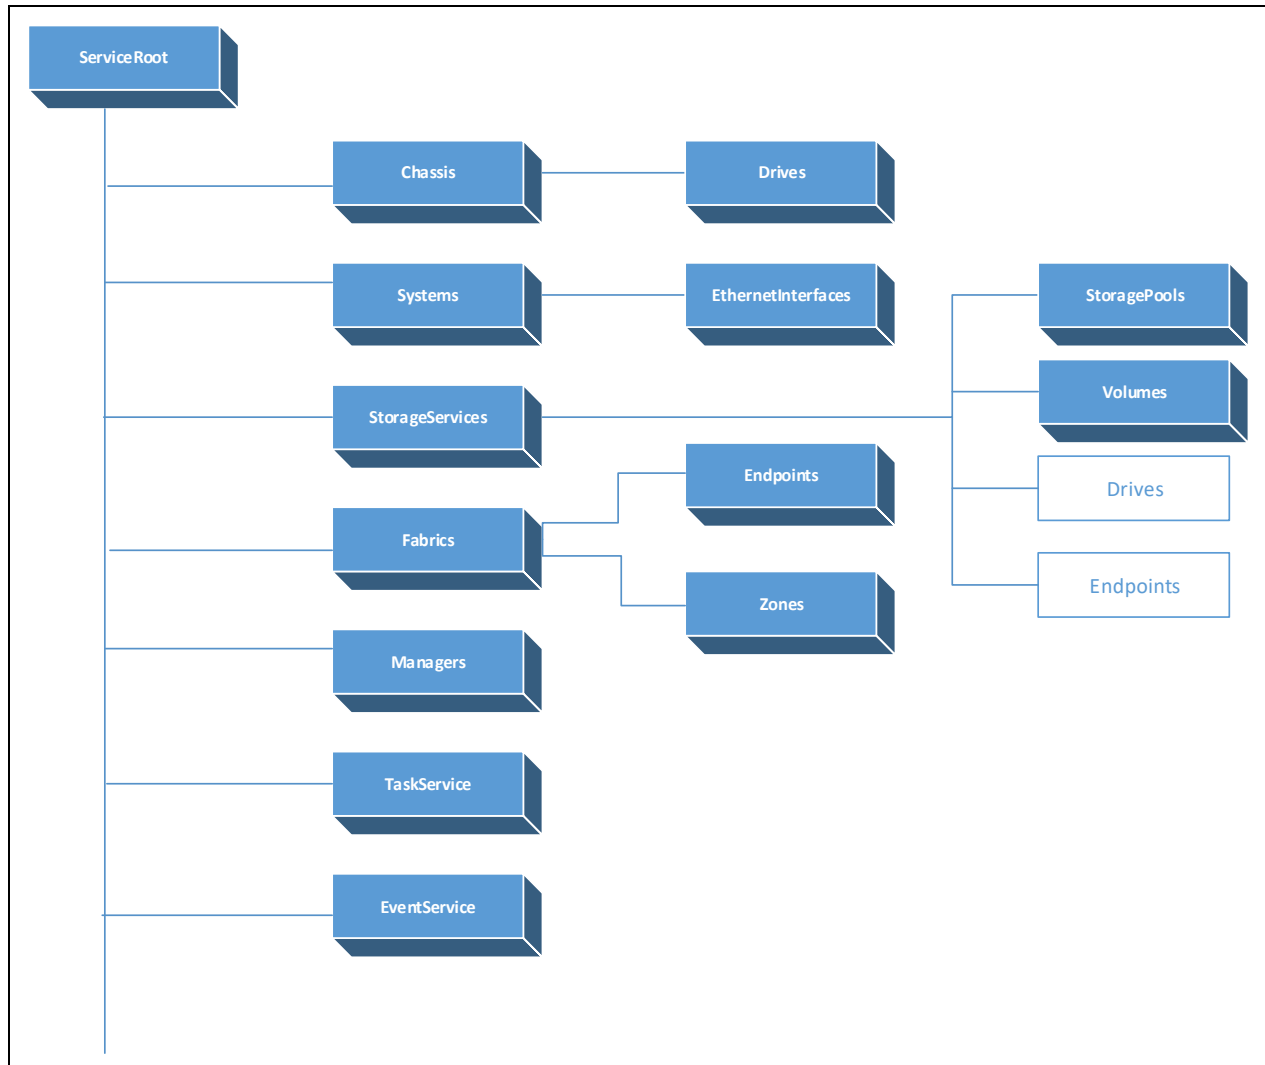 ServiceRoot
Chassis
Drives
Systems
EthernetInterfaces
StoragePools
StorageServices
Volumes
Endpoints
Drives
Fabrics
Endpoints
Zones
Managers
TaskService
EventService